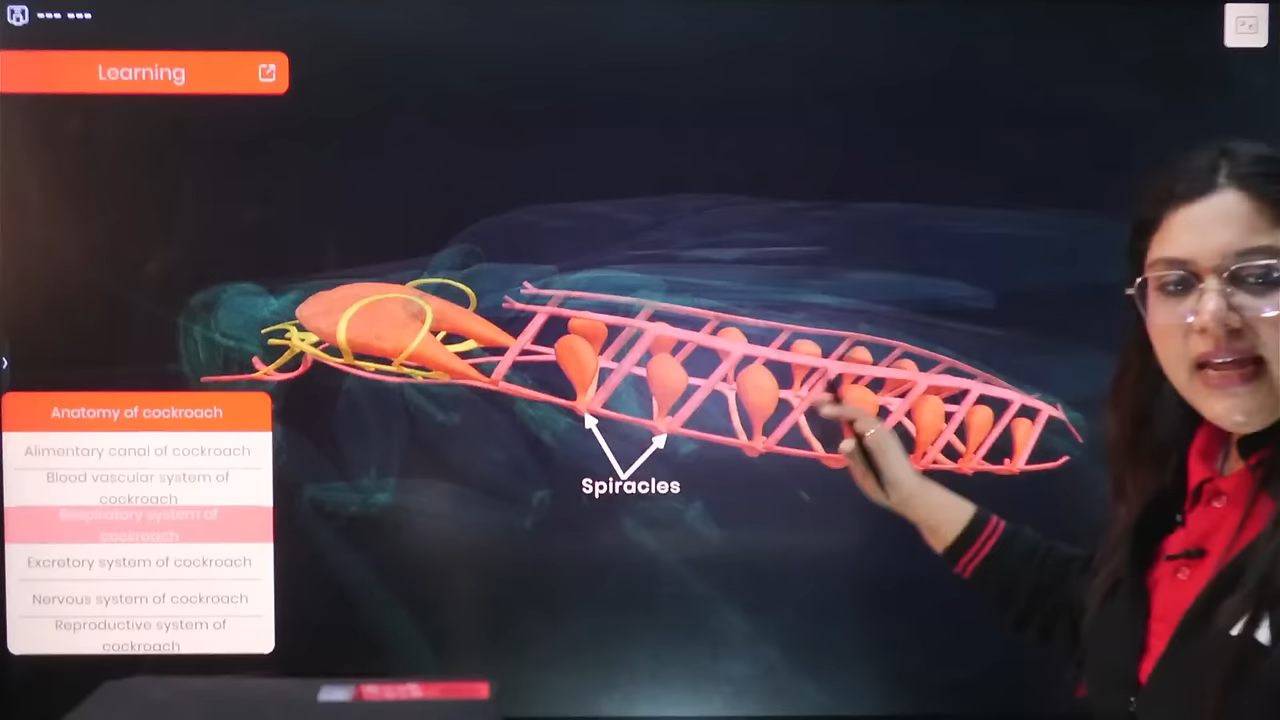 Learning
Anatomy of cockroach
Alimentary canal of cockroach
Blood vascular system of
cockroach
Respiratory system of
cockroach
Excretory system of cockroach
Nervous system of cockroach
Reproductive system of
cockroach
Spiracles